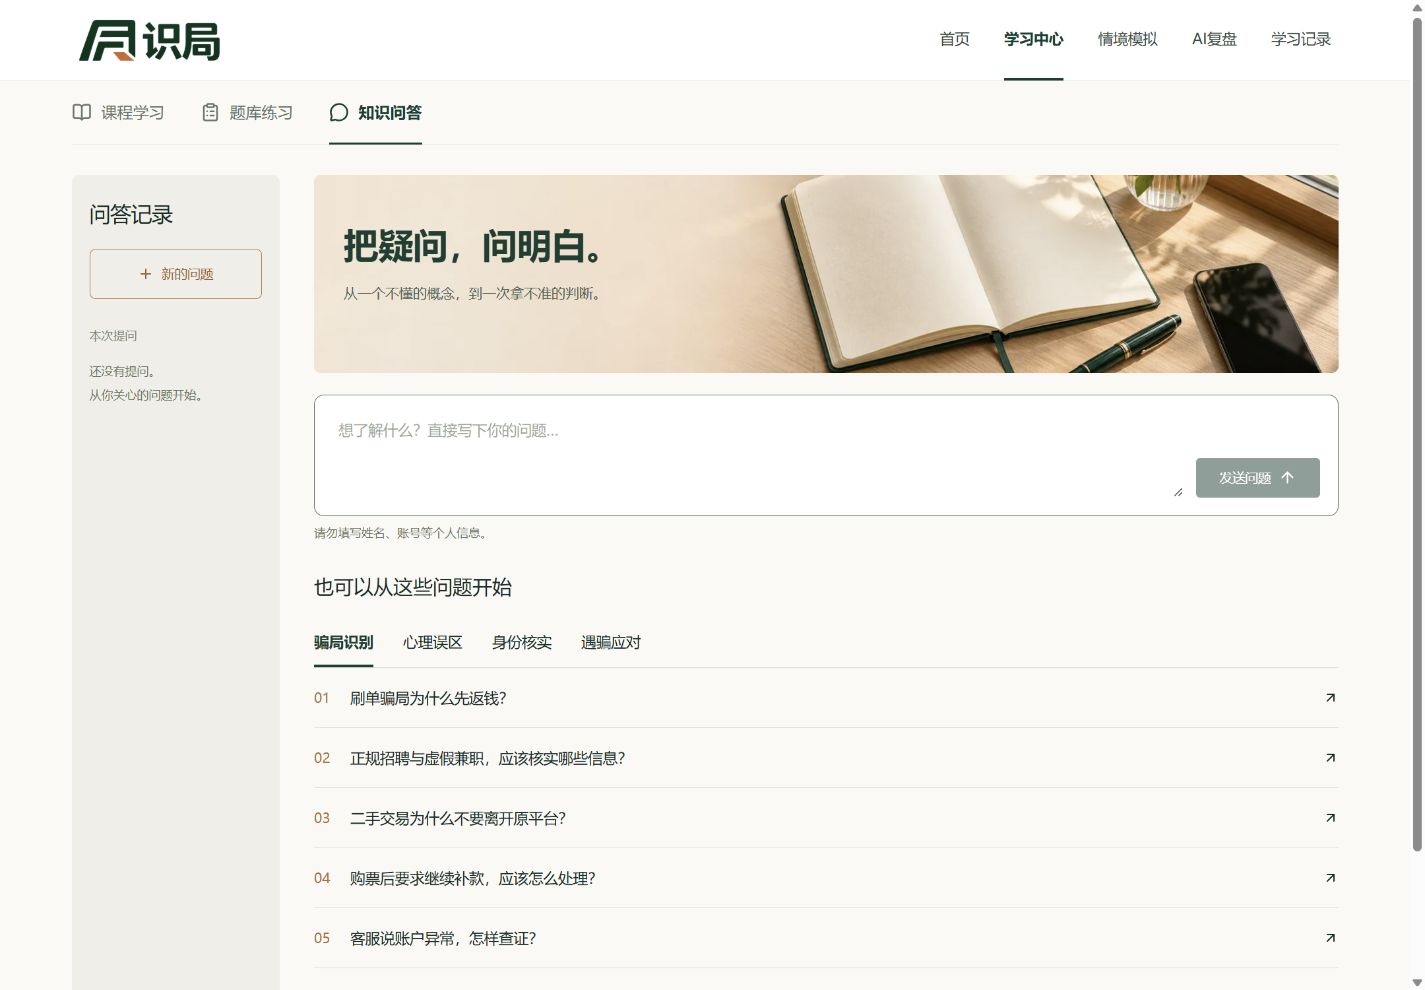 识局
首页
学习中心
情境模拟
AI复盘
学习记录
课程学习
题库练习
知识问答
问答记录
+ 新的问题
本次提问
还没有提问。
从你关心的问题开始。
把疑问，问明白。
从一个不懂的概念，到一次拿不准的判断。
想了解什么？直接写下你的问题...
发送问题
请勿填写姓名、账号等个人信息。
也可以从这些问题开始
骗局识别
心理误区
身份核实
遇骗应对
01 刷单骗局为什么先返钱？
02 正规招聘与虚假兼职，应该核实哪些信息？
03 二手交易为什么不要离开原平台？
04 购票后要求继续补款，应该怎么处理？
05 客服说账户异常，怎样查证？